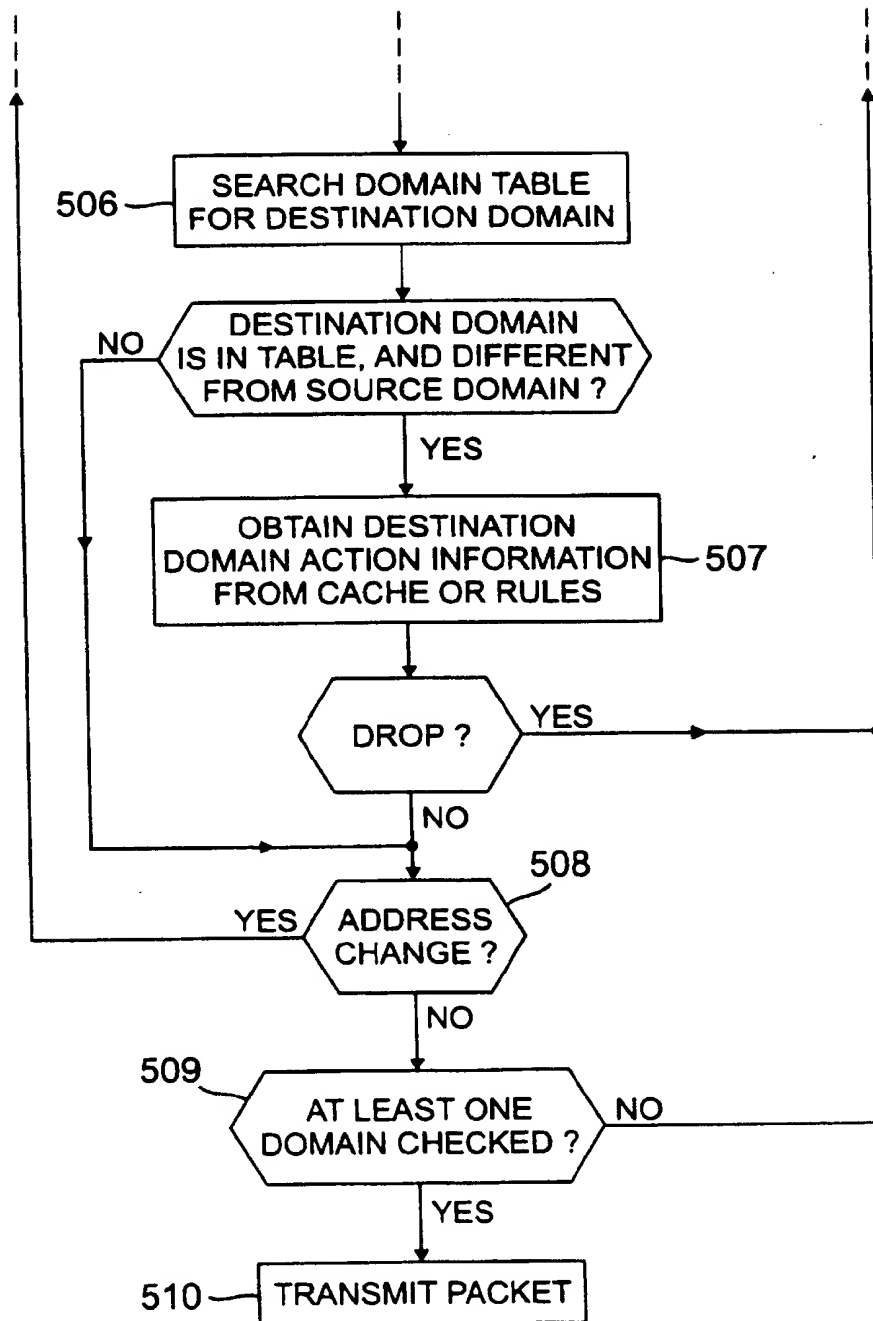 506
SEARCH DOMAIN TABLE
FOR DESTINATION DOMAIN
NO
DESTINATION DOMAIN
IS IN TABLE, AND DIFFERENT
FROM SOURCE DOMAIN ?
YES
OBTAIN DESTINATION
DOMAIN ACTION INFORMATION
FROM CACHE OR RULES
507
DROP ?
YES
NO
508
YES
ADDRESS
CHANGE ?
NO
509
AT LEAST ONE
DOMAIN CHECKED ?
NO
YES
510
TRANSMIT PACKET